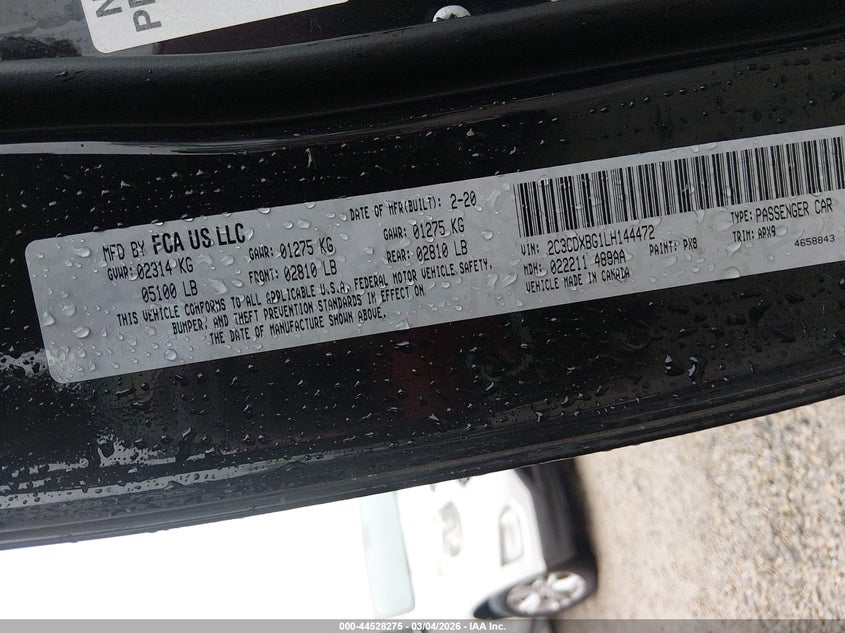 MFD BY FCA US LLC
DATE OF MFR(BUILT): 2-20
GVWR: 02314 KG
GAWR: 01275 KG
GAWR: 01275 KG
05100 LB
FRONT: 02810 LB
REAR: 02810 LB
THIS VEHICLE CONFORMS TO ALL APPLICABLE U.S.A. FEDERAL MOTOR VEHICLE SAFETY,
BUMPER, AND THEFT PREVENTION STANDARDS IN EFFECT ON
THE DATE OF MANUFACTURE SHOWN ABOVE.
VIN: 2C3CDXBG1LH144472
TYPE: PASSENGER CAR
MDH: 022211 489AA
PAINT: PX8
TRIM: APX9
VEHICLE MADE IN CANADA
4658843
000-44528275 - 03/04/2026 - IAA Inc.